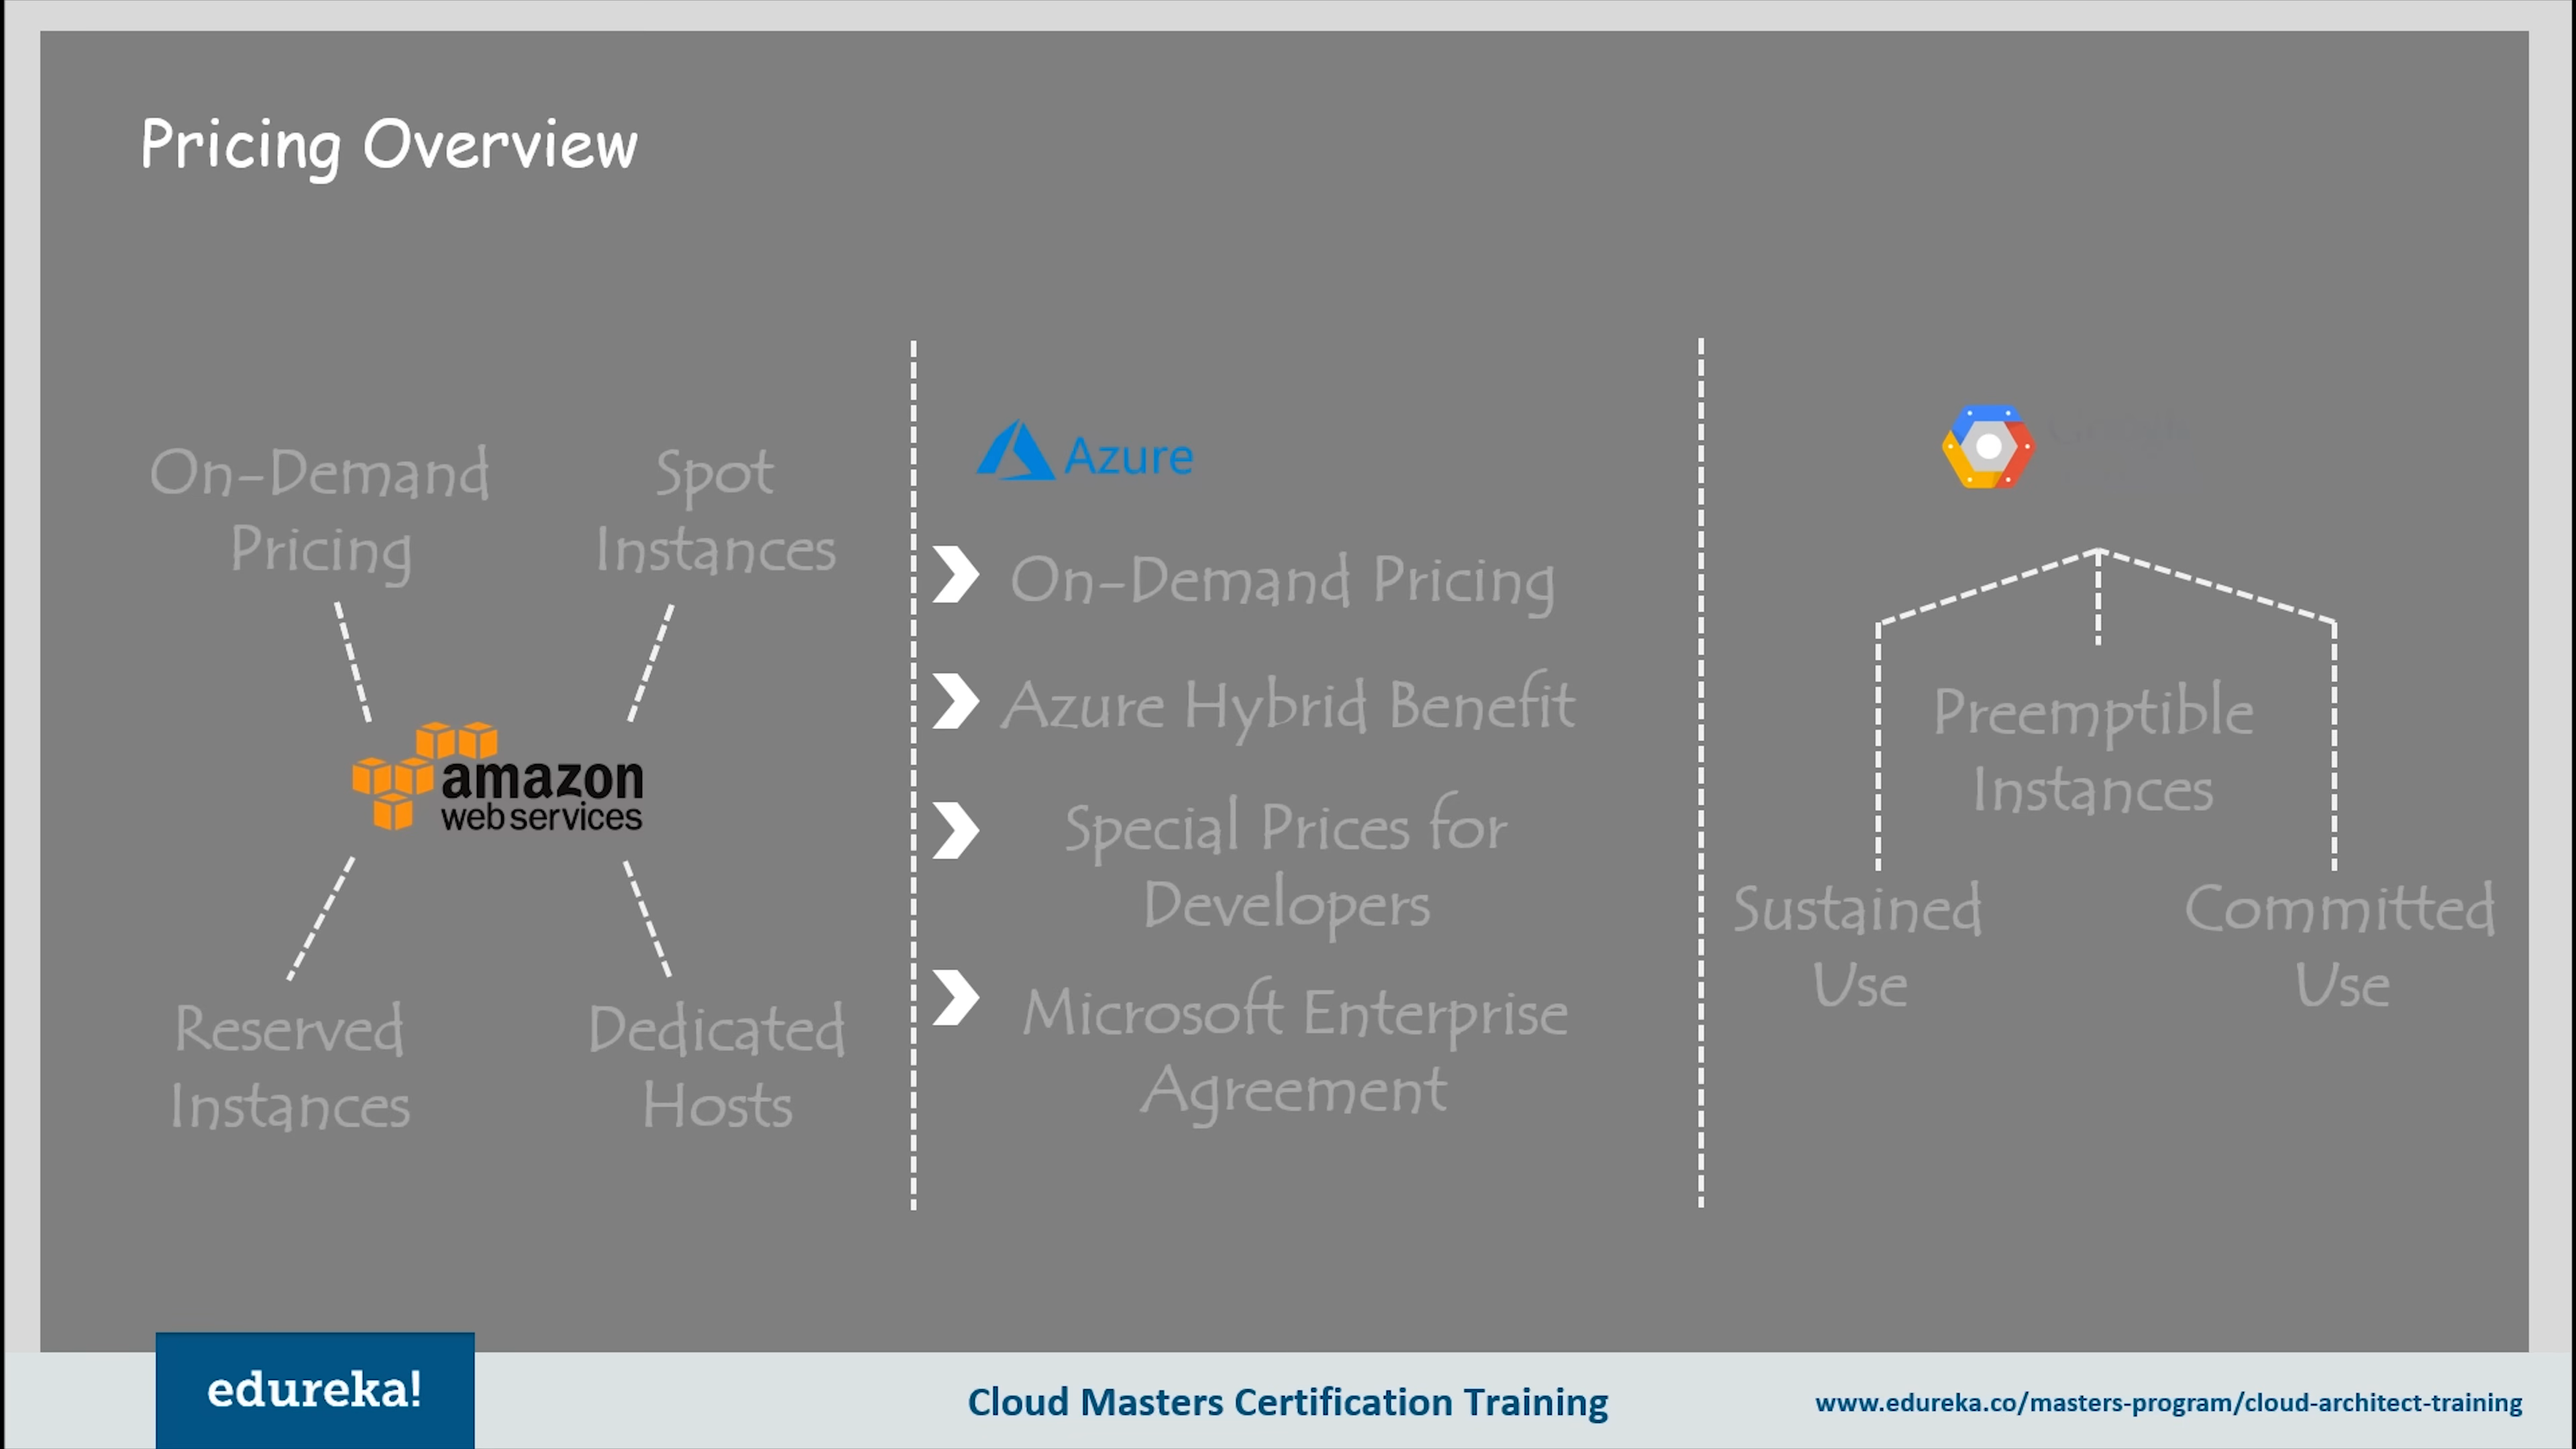 Pricing Overview
On-Demand
Pricing
Spot
Instances
amazon
web services
Reserved
Instances
Dedicated
Hosts
Azure
On-Demand Pricing
Azure Hybrid Benefit
Special Prices for
Developers
Microsoft Enterprise
Agreement
Preemptible
Instances
Sustained
Use
Committed
Use
edureka!
Cloud Masters Certification Training
www.edureka.co/masters-program/cloud-architect-training